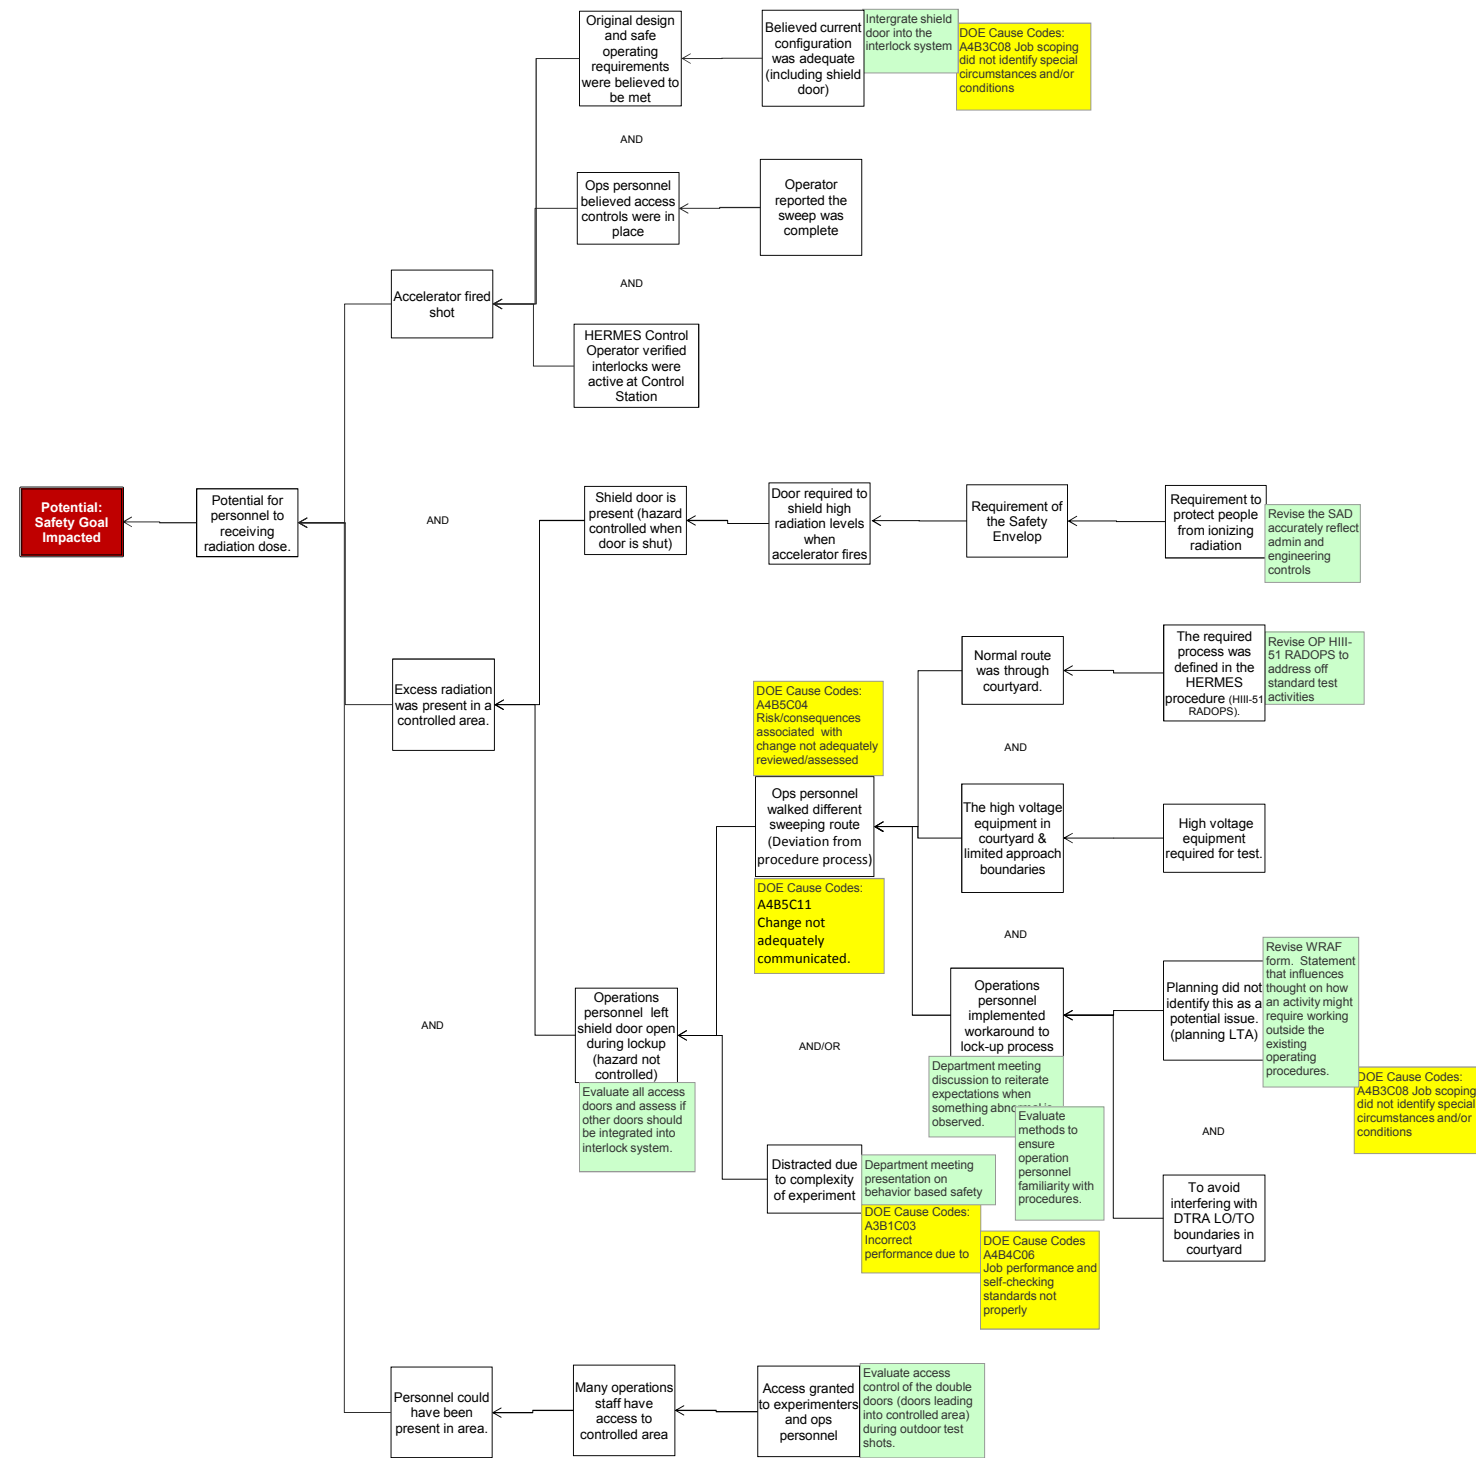 Original design
and safe
operating
requirements
were believed to
be met
Believed current
configuration
was adequate
(including shield
door)
Intergrate shield
door into the
interlock system
DOE Cause Codes:
A4B3C08 Job scoping
did not identify special
circumstances and/or
conditions
AND
Ops personnel
believed access
controls were in
place
Operator
reported the
sweep was
complete
AND
Accelerator fired
shot
HERMES Control
Operator verified
interlocks were
active at Control
Station
Potential:
Safety Goal
Impacted
Potential for
personnel to
receiving
radiation dose.
AND
Shield door is
present (hazard
controlled when
door is shut)
Door required to
shield high
radiation levels
when
accelerator fires
Requirement of
the Safety
Envelop
Requirement to
protect people
from ionizing
radiation
Revise the SAD
accurately reflect
admin and
engineering
controls
Excess radiation
was present in a
controlled area.
Normal route
was through
courtyard.
The required
process was
defined in the
HERMES
procedure (HIII-51
RADOPS).
Revise OP HIII-
51 RADOPS to
address off
standard test
activities
DOE Cause Codes:
A4B5C04
Risk/consequences
associated  with
change not adequately
reviewed/assessed
AND
Ops personnel
walked different
sweeping route
(Deviation from
procedure process)
The high voltage
equipment in
courtyard &
limited approach
boundaries
High voltage
equipment
required for test.
DOE Cause Codes:
A4B5C11
Change not
adequately
communicated.
AND
AND
Operations
personnel  left
shield door open
during lockup
(hazard not
controlled)
Evaluate all access
doors and assess if
other doors should
be integrated into
interlock system.
AND/OR
Operations
personnel
implemented
workaround to
lock-up process
Department meeting
discussion to reiterate
expectations when
something
observed.
Evaluate
methods to
ensure
operation
personnel
familiarity with
procedures.
Planning did not
identify this as a
potential issue.
(planning LTA)
Revise WRAF
form.  Statement
that influences
thought on how
an activity might
require working
outside the
existing
operating
procedures.
DOE Cause Codes:
A4B3C08 Job scoping
did not identify special
circumstances and/or
conditions
AND
Distracted due
to complexity
of experiment
Department meeting
presentation on
behavior based safety
DOE Cause Codes:
A3B1C03
Incorrect
performance due to
DOE Cause Codes
A4B4C06
Job performance and
self-checking
standards not
properly
To avoid
interfering with
DTRA LO/TO
boundaries in
courtyard
Personnel could
have been
present in area.
Many operations
staff have
access to
controlled area
Access granted
to experimenters
and ops
personnel
Evaluate access
control of the double
doors (doors leading
into controlled area)
during outdoor test
shots.